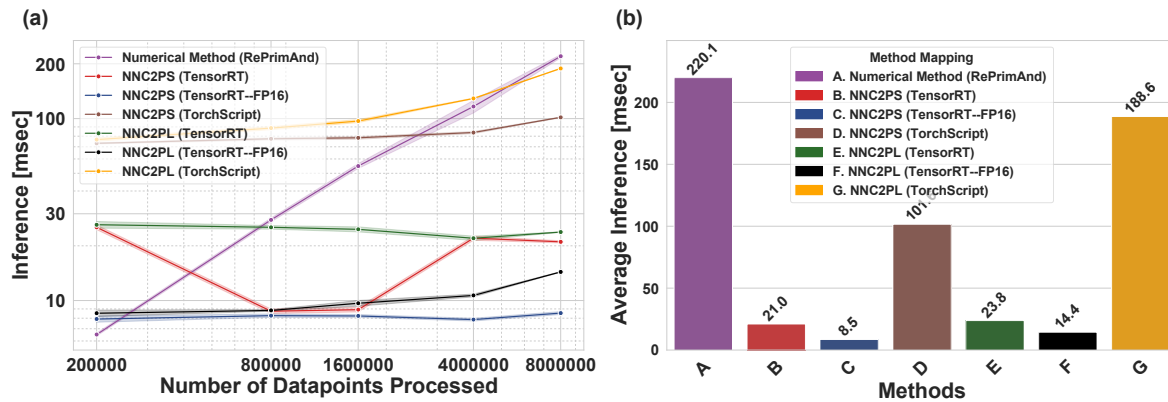 (a)
Inference [msec]
200
100
30
10
Numerical Method (RePrimAnd)
NNC2PS (TensorRT)
NNC2PS (TensorRT--FP16)
NNC2PS (TorchScript)
NNC2PL (TensorRT)
NNC2PL (TensorRT--FP16)
NNC2PL (TorchScript)
200000
800000
1600000
4000000
8000000
Number of Datapoints Processed
(b)
Average Inference [msec]
200
150
100
50
0
Method Mapping
A. Numerical Method (RePrimAnd)
B. NNC2PS (TensorRT)
C. NNC2PS (TensorRT--FP16)
D. NNC2PS (TorchScript)
E. NNC2PL (TensorRT)
F. NNC2PL (TensorRT--FP16)
G. NNC2PL (TorchScript)
220.1
21.0
8.5
23.8
14.4
188.6
A
B
C
D
E
F
G
Methods